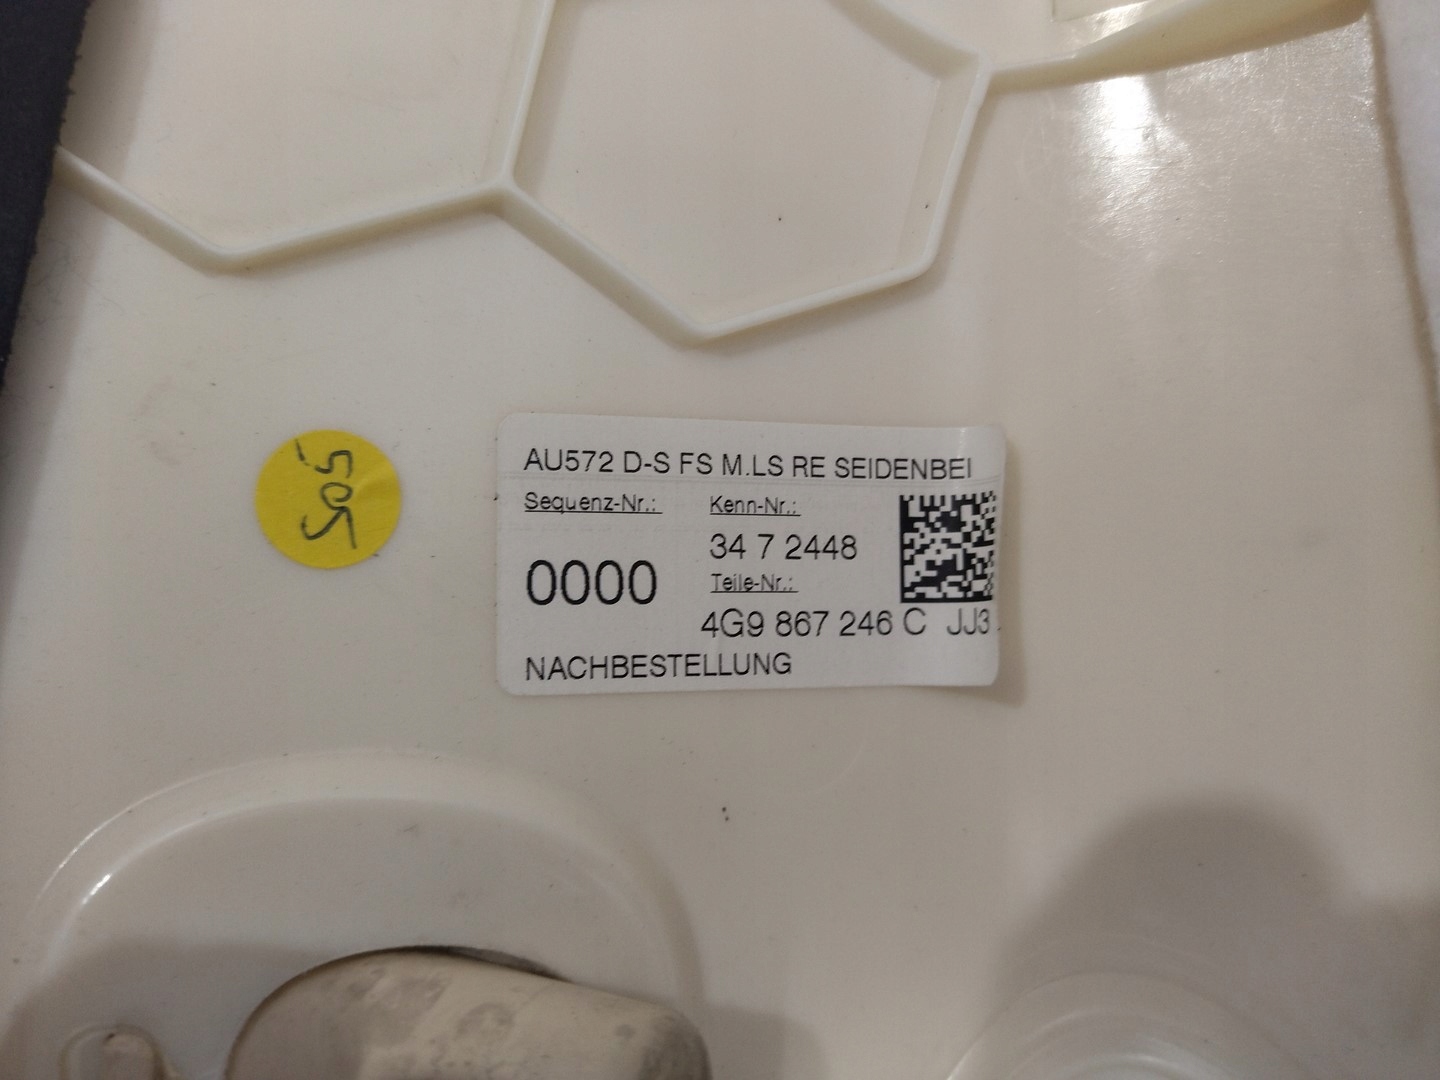 505
AU572 D-S FS M.LS RE SEIDENBEI
Sequenz-Nr.: Kenn-Nr.:
34 7 2448
0000 Teile-Nr.:
4G9 867 246 C JJ3
NACHBESTELLUNG